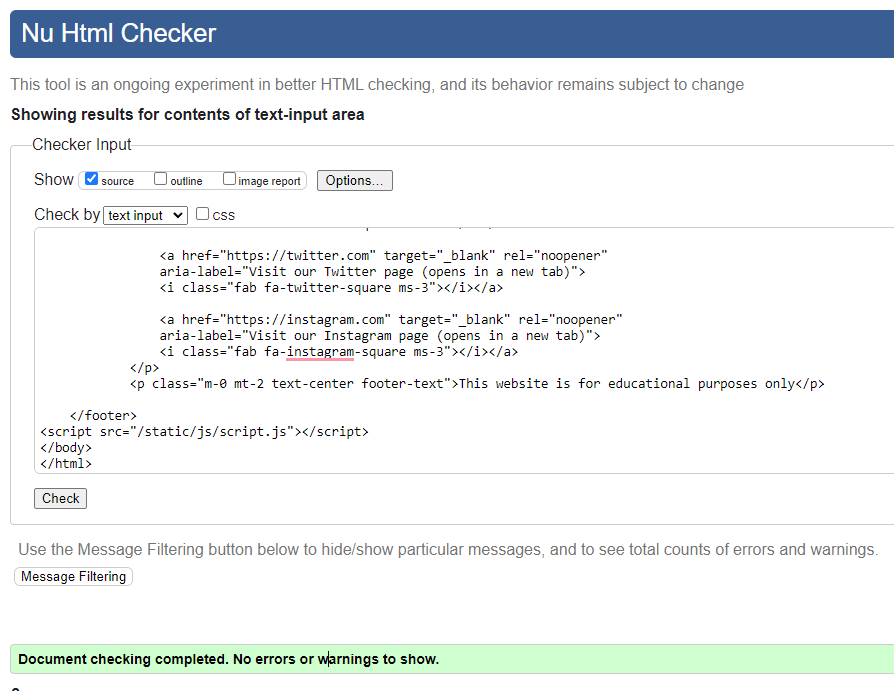 Nu Html Checker
This tool is an ongoing experiment in better HTML checking, and its behavior remains subject to change
Showing results for contents of text-input area
Checker Input
Show source outline image report Options...
Check by text input css
<a href="https://twitter.com" target="_blank" rel="noopener"
aria-label="Visit our Twitter page (opens in a new tab)">
<i class="fab fa-twitter-square ms-3"></i></a>
<a href="https://instagram.com" target="_blank" rel="noopener"
aria-label="Visit our Instagram page (opens in a new tab)">
<i class="fab fa-instagram-square ms-3"></i></a>
</p>
<p class="m-0 mt-2 text-center footer-text">This website is for educational purposes only</p>
</footer>
<script src="/static/js/script.js"></script>
</body>
</html>
Check
Use the Message Filtering button below to hide/show particular messages, and to see total counts of errors and warnings.
Message Filtering
Document checking completed. No errors or warnings to show.